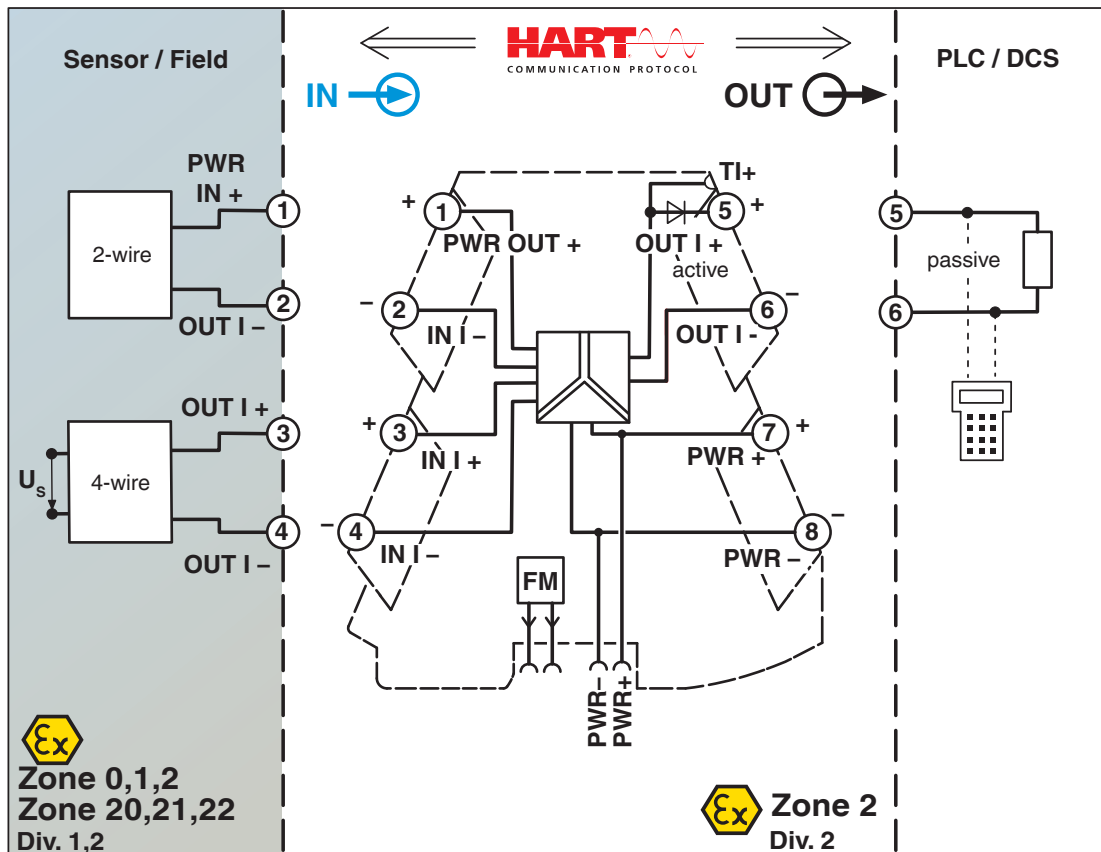 Sensor / Field
HART
COMMUNICATION PROTOCOL
PLC / DCS
IN
OUT
PWR
IN +
1
2-wire
2
OUT I –
OUT I +
3
U_S
4-wire
4
OUT I –
+
1
PWR OUT +
–
2
IN I –
+
3
IN I +
–
4
IN I –
TI+
5
+
OUT I +
active
–
6
OUT I -
7
+
PWR +
–
8
PWR –
FM
PWR–
PWR+
5
passive
6
Ex
Zone 0,1,2
Zone 20,21,22
Div. 1,2
Ex
Zone 2
Div. 2